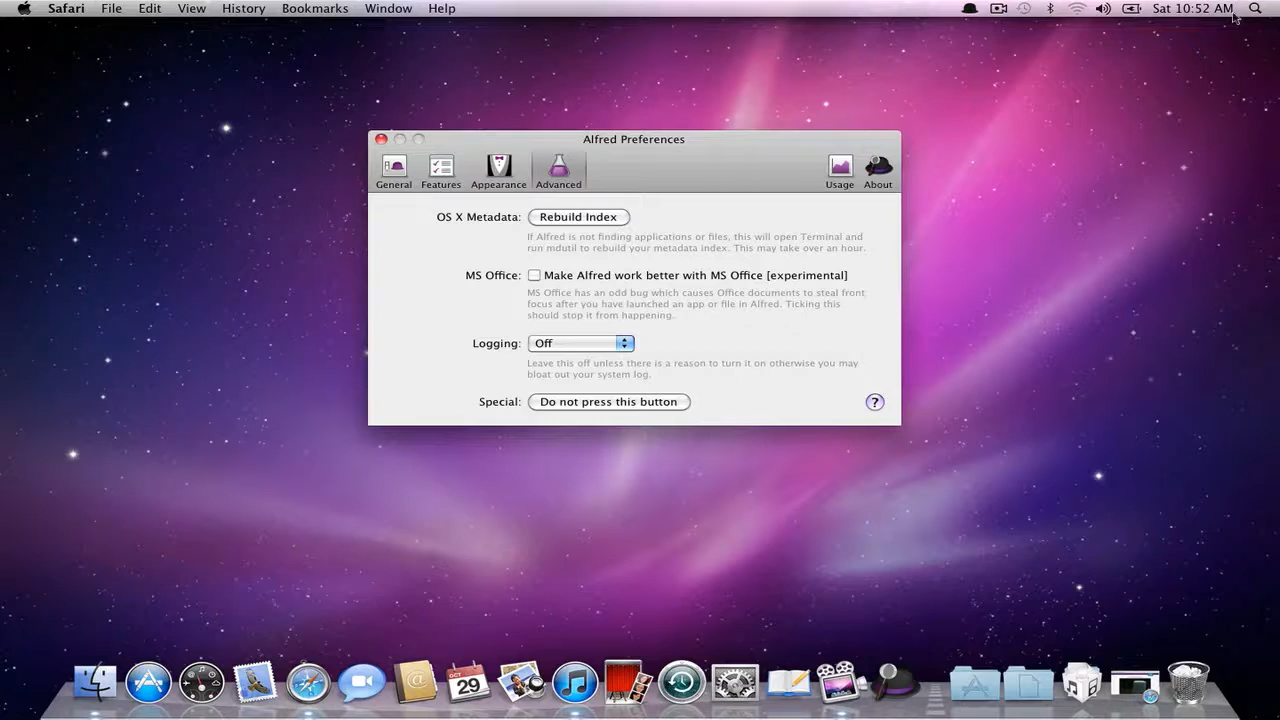 Safari File Edit View History Bookmarks Window Help Sat 10:52 AM
Alfred Preferences
General Features Appearance Advanced Usage About
OS X Metadata: Rebuild Index
If Alfred is not finding applications or files, this will open Terminal and
run mdutil to rebuild your metadata index. This may take over an hour.
MS Office: Make Alfred work better with MS Office [experimental]
MS Office has an odd bug which causes Office documents to steal front
focus after you have launched an app or file in Alfred. Ticking this
should stop it from happening.
Logging: Off
Leave this off unless there is a reason to turn it on otherwise you may
bloat out your system log.
Special: Do not press this button ?
OCT
29